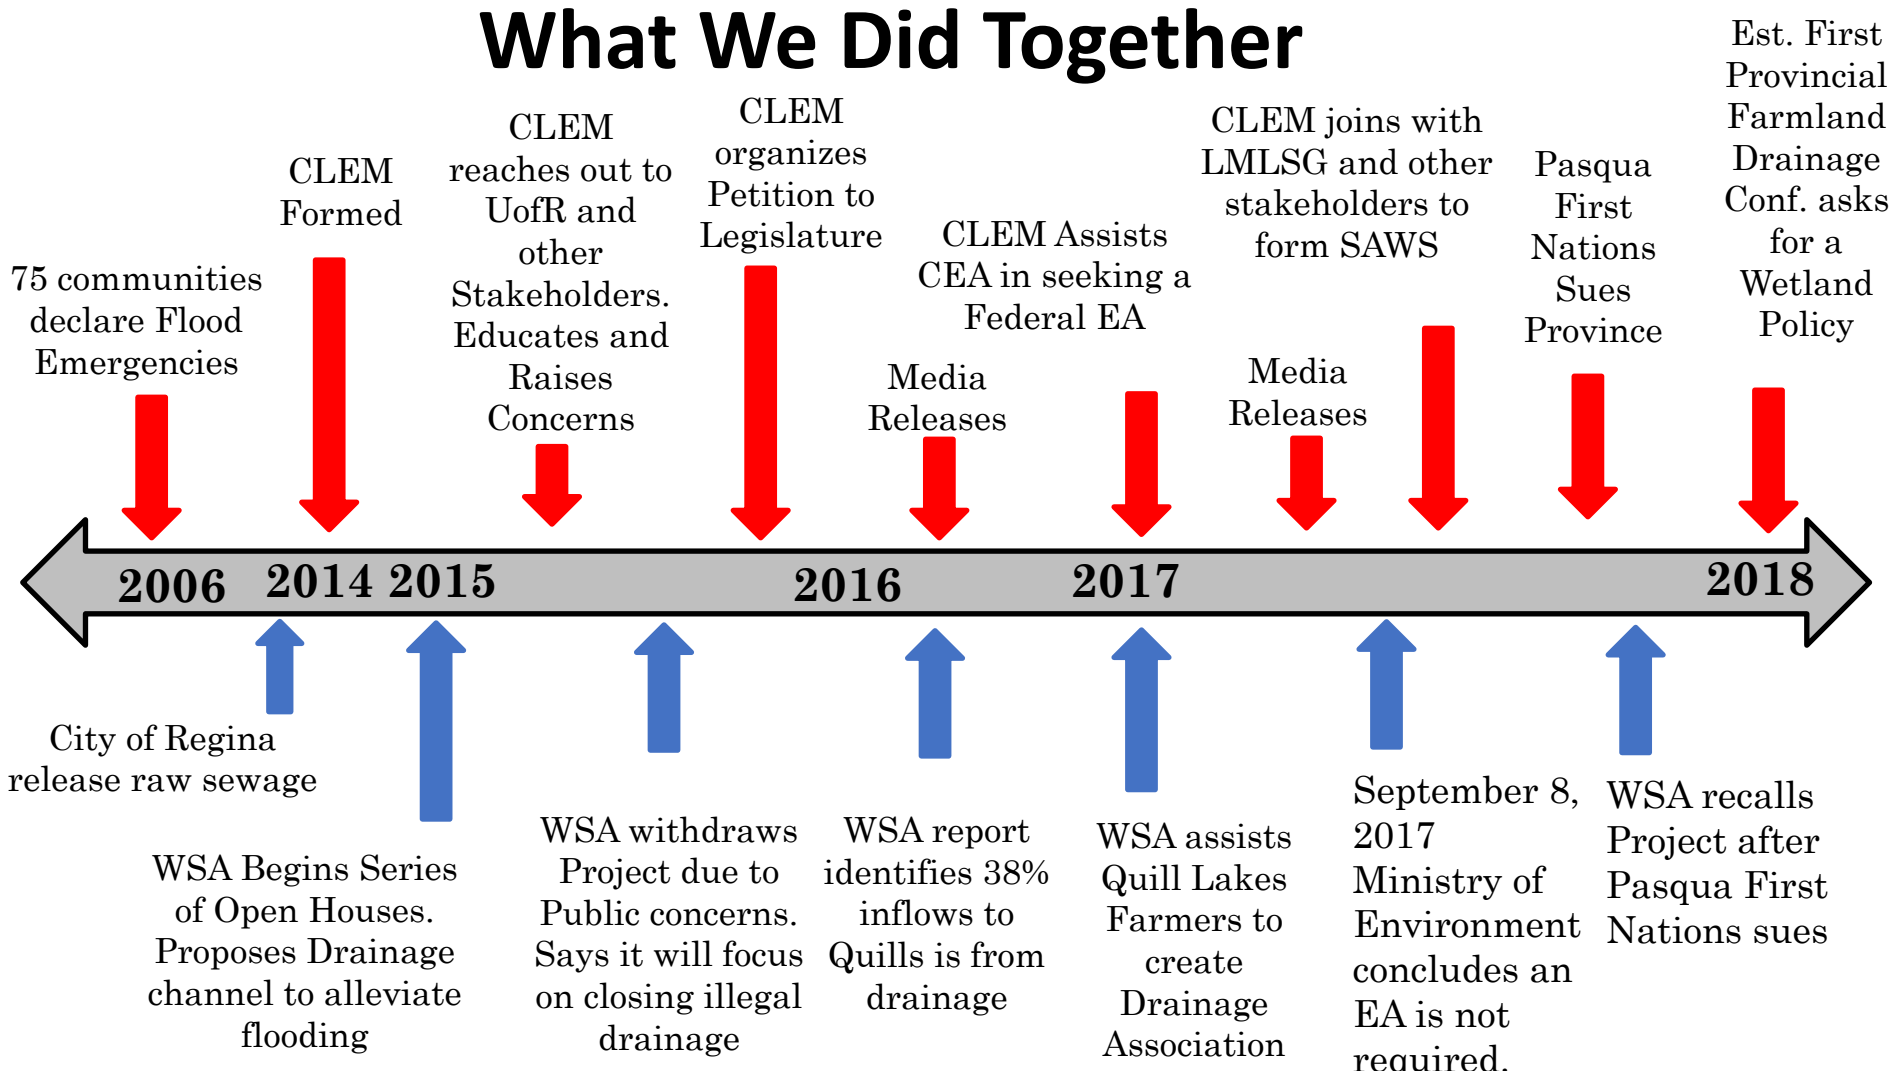 What We Did Together
75 communities
declare Flood
Emergencies
CLEM
Formed
CLEM
reaches out to
UofR and
other
Stakeholders.
Educates and
Raises
Concerns
CLEM
organizes
Petition to
Legislature
Media
Releases
CLEM Assists
CEA in seeking a
Federal EA
Media
Releases
CLEM joins with
LMLSG and other
stakeholders to
form SAWS
Pasqua
First
Nations
Sues
Province
Est. First
Provincial
Farmland
Drainage
Conf. asks
for a
Wetland
Policy
2006 2014 2015 2016 2017 2018
City of Regina
release raw sewage
WSA Begins Series
of Open Houses.
Proposes Drainage
channel to alleviate
flooding
WSA withdraws
Project due to
Public concerns.
Says it will focus
on closing illegal
drainage
WSA report
identifies 38%
inflows to
Quills is from
drainage
WSA assists
Quill Lakes
Farmers to
create
Drainage
Association
September 8,
2017
Ministry of
Environment
concludes an
EA is not
required.
WSA recalls
Project after
Pasqua First
Nations sues